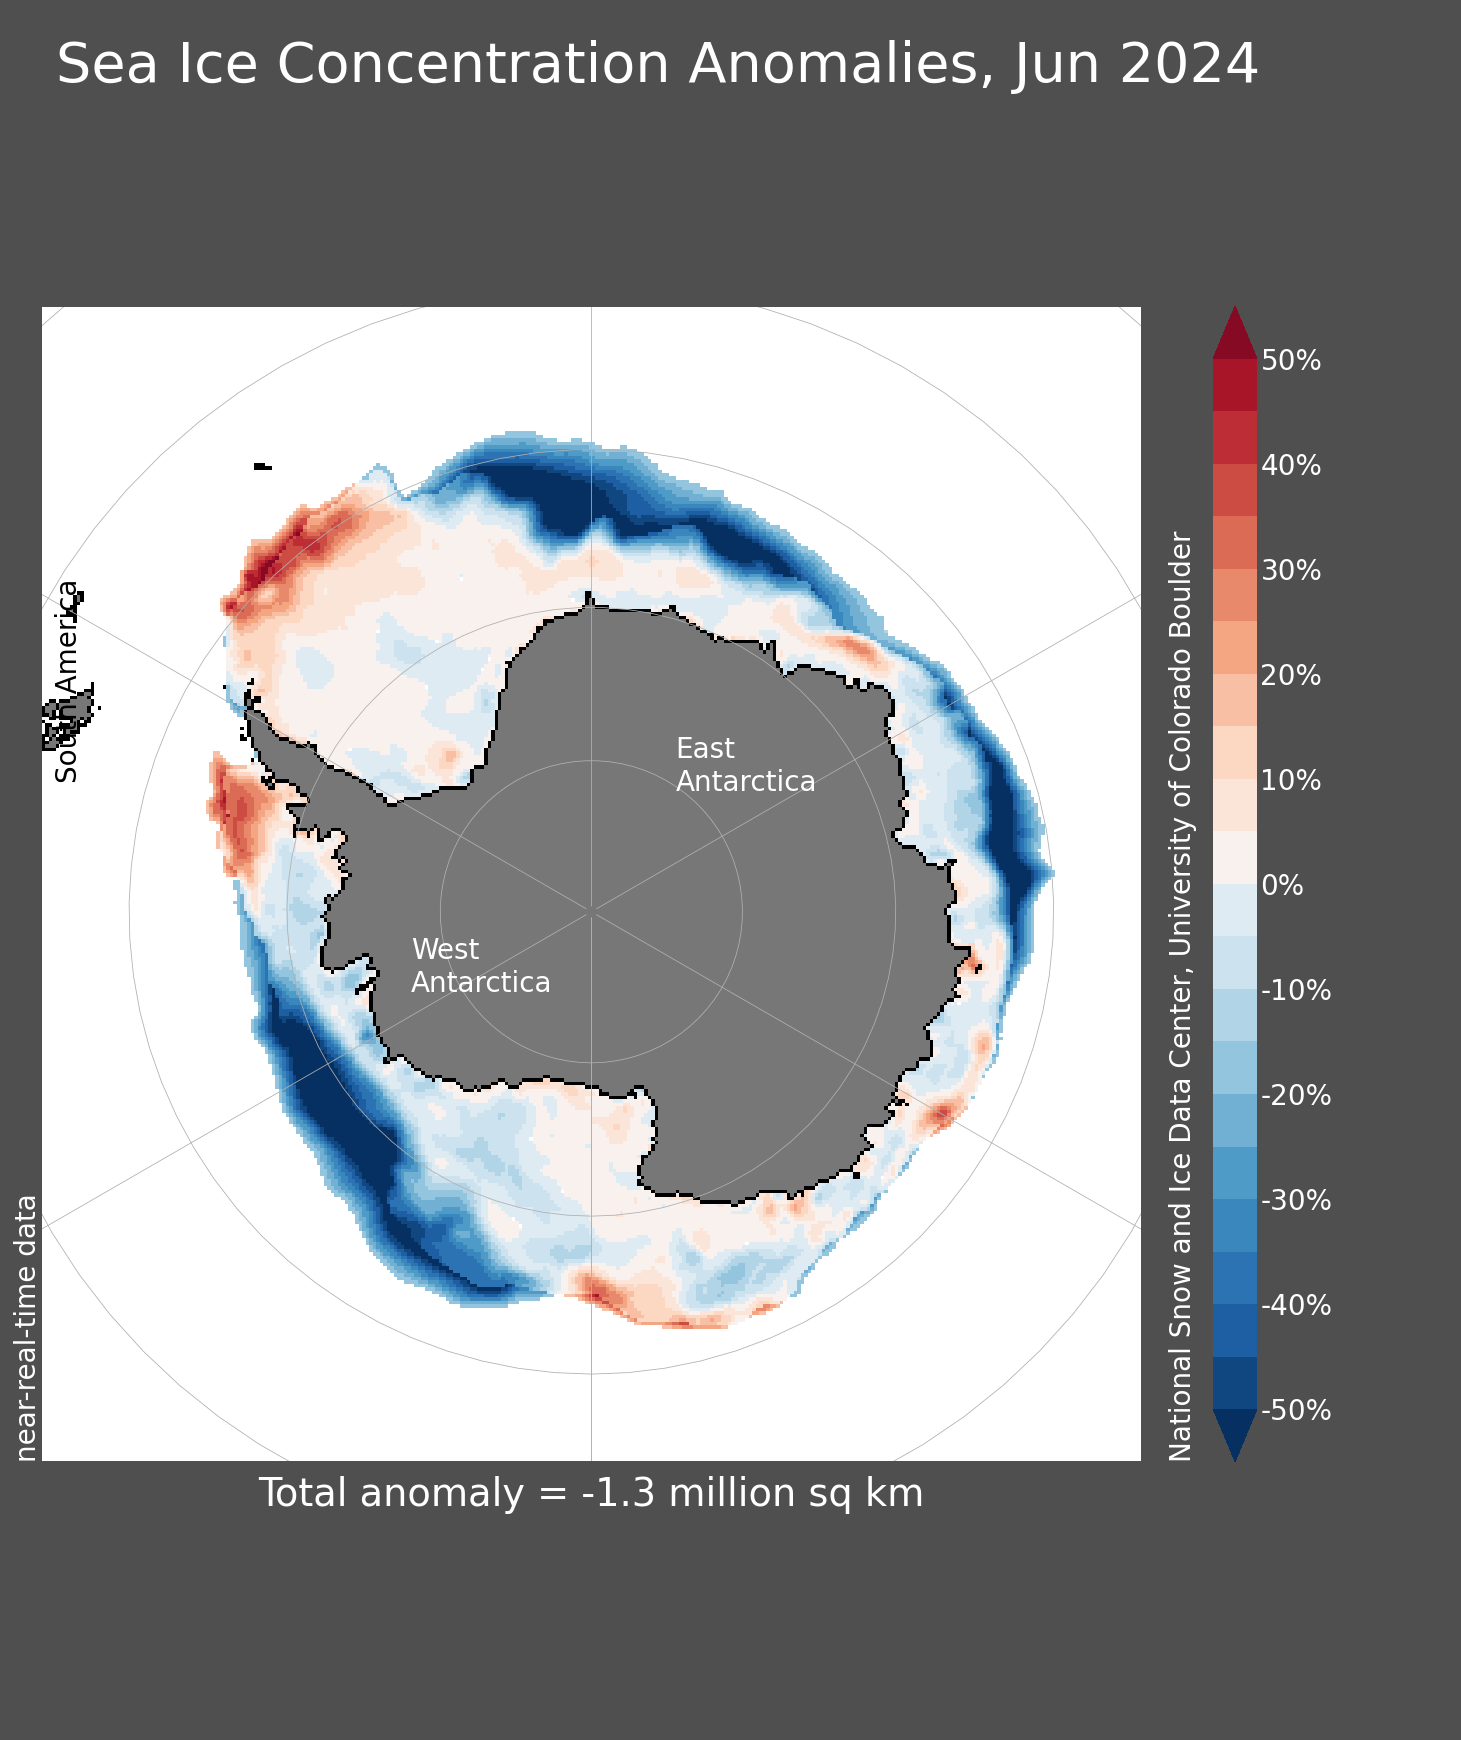 Sea Ice Concentration Anomalies, Jun 2024
South America
East
Antarctica
West
Antarctica
near-real-time data
National Snow and Ice Data Center, University of Colorado Boulder
50%
40%
30%
20%
10%
0%
-10%
-20%
-30%
-40%
-50%
Total anomaly = -1.3 million sq km